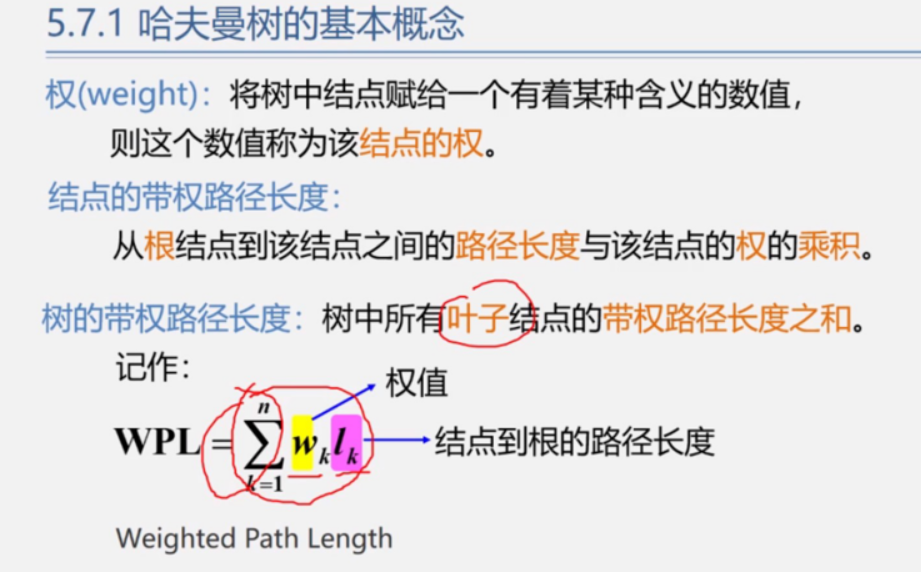 5.7.1 哈夫曼树的基本概念
权(weight)：将树中结点赋给一个有着某种含义的数值，
则这个数值称为该结点的权。
结点的带权路径长度：
从根结点到该结点之间的路径长度与该结点的权的乘积。
树的带权路径长度：树中所有叶子结点的带权路径长度之和。
记作：
权值
WPL = ∑_{k=1}^{n} w_k l_k
结点到根的路径长度
Weighted Path Length